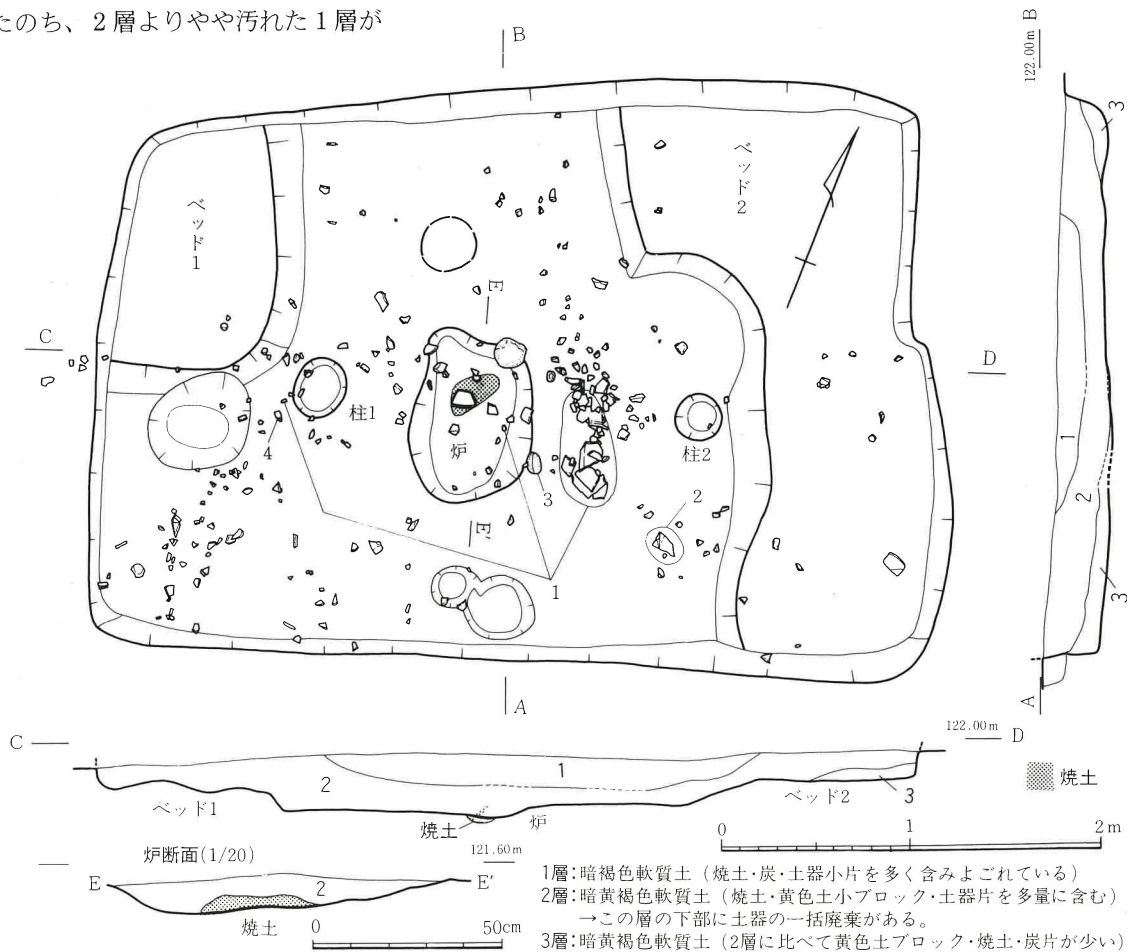 たのち、２層よりやや汚れた１層が
B
B
122.00m
3
ベッド1
ベッド2
E
C
D
柱1
炉
柱2
4
3
2
1
2
1
E'
3
A
A
C
122.00m D
1
2
3
ベッド1
ベッド2
焼土
焼土
炉
0 1 2m
炉断面(1/20)
121.60m
E
2
E'
焼土
0 50cm
1層:暗褐色軟質土（焼土･炭･土器小片を多く含みよごれている）
2層:暗黄褐色軟質土（焼土･黄色土小ブロック･土器片を多量に含む）
→この層の下部に土器の一括廃棄がある。
3層:暗黄褐色軟質土（2層に比べて黄色土ブロック･焼土･炭片が少い）